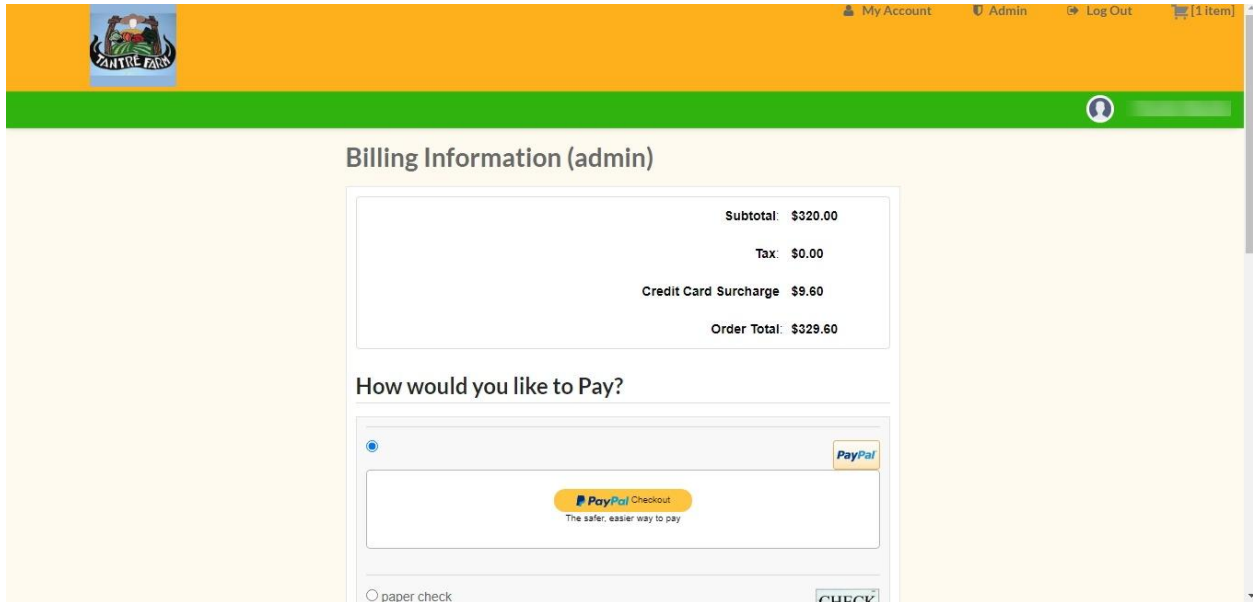 TANTRÉ FARM
My Account Admin Log Out [1 item]
Billing Information (admin)
Subtotal: $320.00
Tax: $0.00
Credit Card Surcharge $9.60
Order Total: $329.60
How would you like to Pay?
PayPal
PayPal Checkout
The safer, easier way to pay
paper check
CHECK